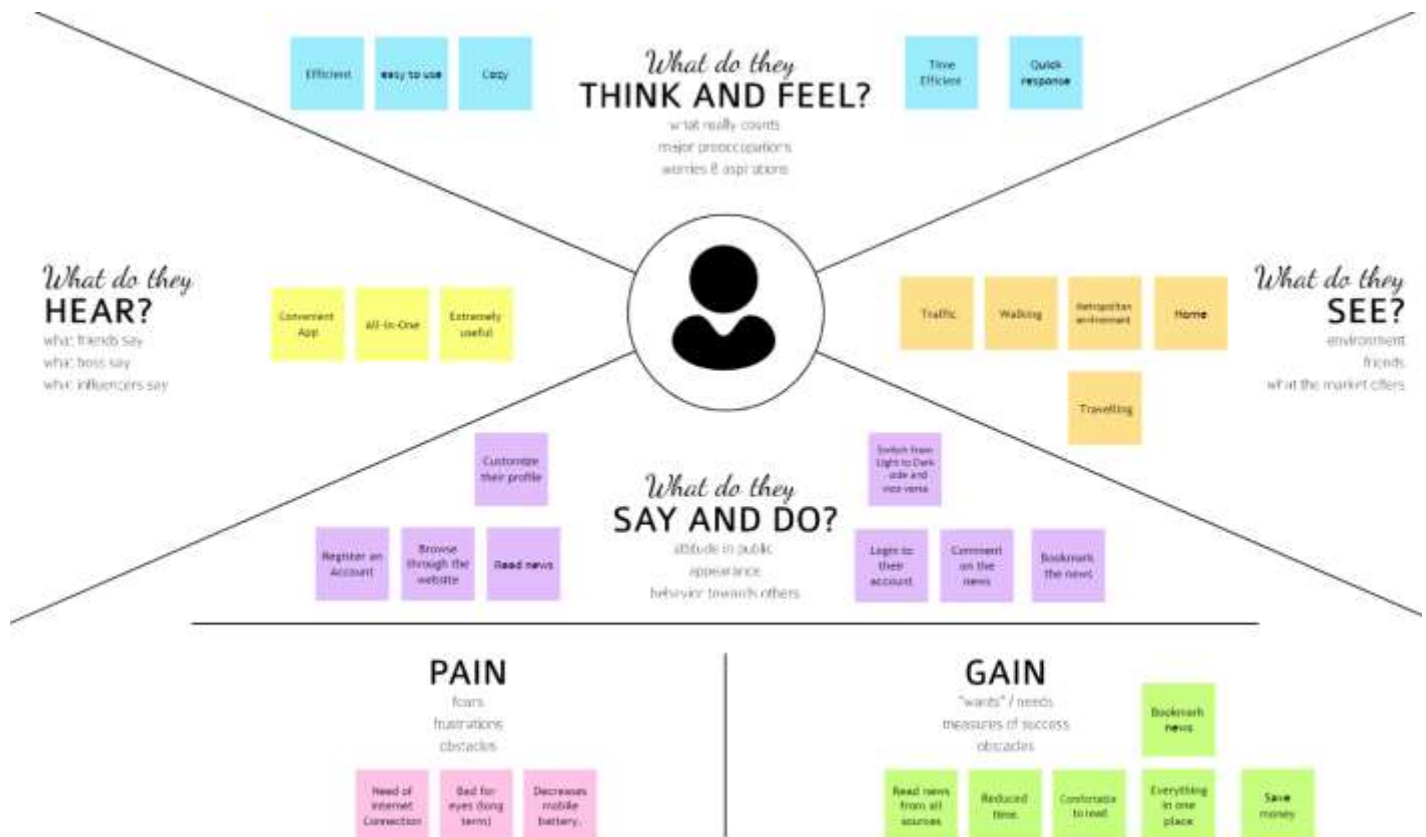 Efficient
easy to use
Cozy
What do they
THINK AND FEEL?
what really counts
major preoccupations
worries & aspirations
Time
Efficient
Quick
response
What do they
HEAR?
what friends say
what boss say
what influencers say
Convenient
App
All-In-One
Extremely
useful
Traffic
Walking
Metropolitan
environment
Home
Travelling
What do they
SEE?
environment
friends
what the market offers
Customize
their profile
Register an
Account
Browse
through the
website
Read news
What do they
SAY AND DO?
attitude in public
appearance
behavior towards others
Switch from
Light to Dark
side and
vice versa
Login to
their
account
Comment
on the
news
Bookmark
the news
PAIN
fears
frustrations
obstacles
Need of
Internet
Connection
Bad for
eyes (long
term)
Decreases
mobile
battery.
GAIN
"wants" / needs
measures of success
obstacles
Bookmark
news
Read news
from all
sources
Reduced
time.
Comfortable
to read
Everything
in one
place
Save
money